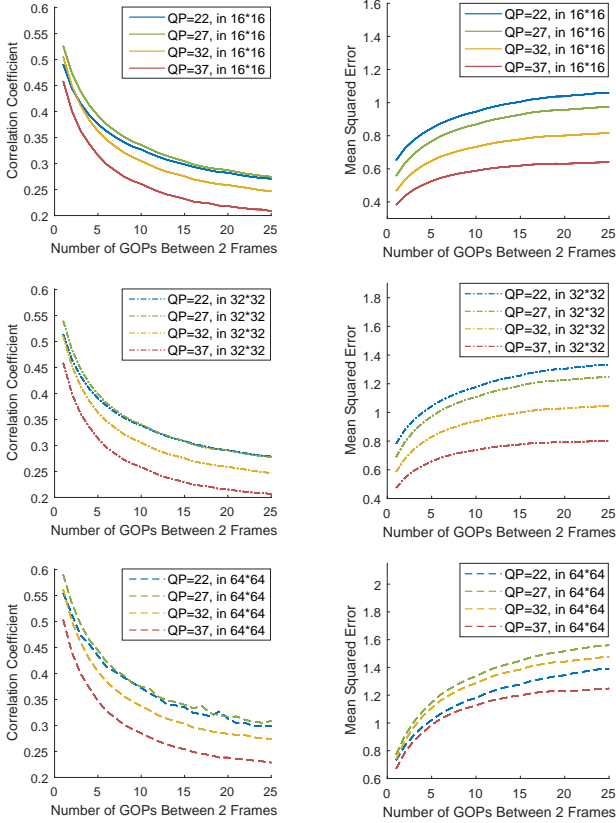 0.6
0.55
0.5
0.45
0.4
0.35
0.3
0.25
0.2
Correlation Coefficient
QP=22, in 16*16
QP=27, in 16*16
QP=32, in 16*16
QP=37, in 16*16
0 5 10 15 20 25
Number of GOPs Between 2 Frames
1.4
1.2
1
0.8
0.6
0.4
Mean Squared Error
QP=22, in 16*16
QP=27, in 16*16
QP=32, in 16*16
QP=37, in 16*16
0 5 10 15 20 25
Number of GOPs Between 2 Frames
0.6
0.55
0.5
0.45
0.4
0.35
0.3
0.25
0.2
Correlation Coefficient
QP=22, in 32*32
QP=27, in 32*32
QP=32, in 32*32
QP=37, in 32*32
0 5 10 15 20 25
Number of GOPs Between 2 Frames
1.8
1.6
1.4
1.2
1
0.8
0.6
0.4
Mean Squared Error
QP=22, in 32*32
QP=27, in 32*32
QP=32, in 32*32
QP=37, in 32*32
0 5 10 15 20 25
Number of GOPs Between 2 Frames
0.6
0.55
0.5
0.45
0.4
0.35
0.3
0.25
0.2
Correlation Coefficient
QP=22, in 64*64
QP=27, in 64*64
QP=32, in 64*64
QP=37, in 64*64
0 5 10 15 20 25
Number of GOPs Between 2 Frames
2
1.8
1.6
1.4
1.2
1
0.8
0.6
Mean Squared Error
QP=22, in 64*64
QP=27, in 64*64
QP=32, in 64*64
QP=37, in 64*64
0 5 10 15 20 25
Number of GOPs Between 2 Frames